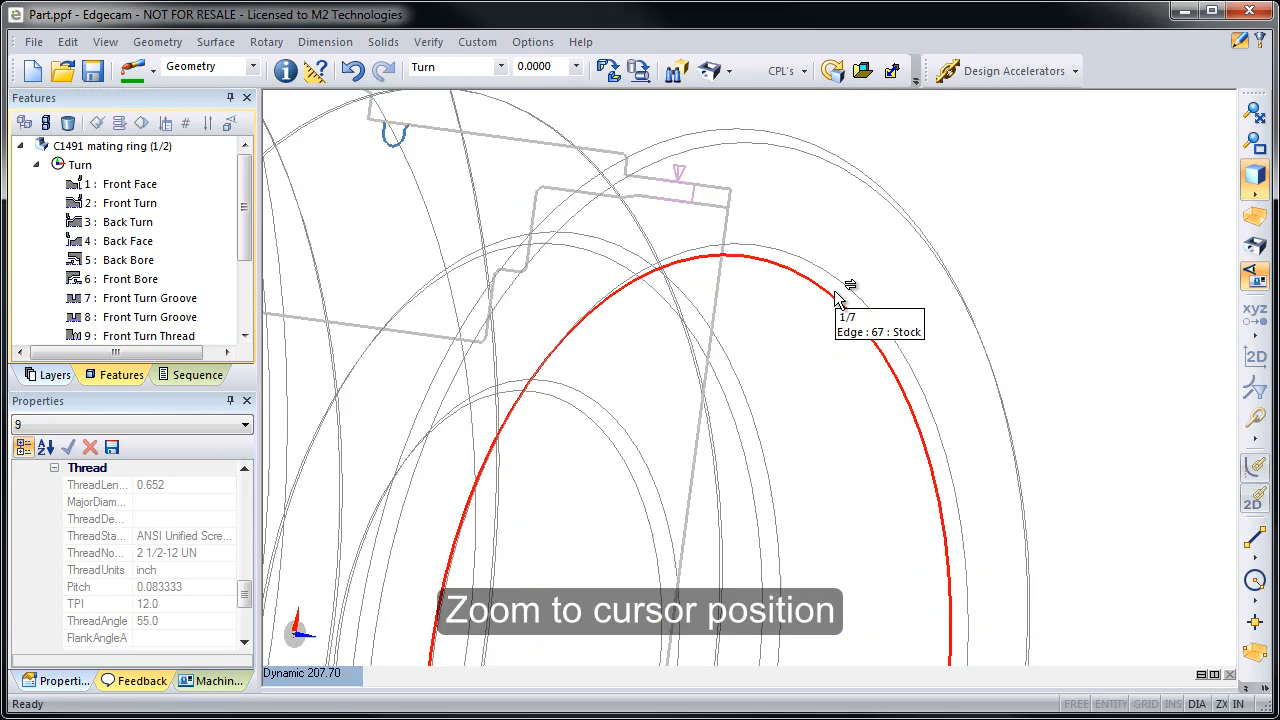 Part.ppf - Edgecam - NOT FOR RESALE - Licensed to M2 Technologies
File Edit View Geometry Surface Rotary Dimension Solids Verify Custom Options Help
Geometry Turn 0.0000 CPL's Design Accelerators
Features
C1491 mating ring (1/2)
Turn
1 : Front Face
2 : Front Turn
3 : Back Turn
4 : Back Face
5 : Back Bore
6 : Front Bore
7 : Front Turn Groove
8 : Front Turn Groove
9 : Front Turn Thread
Layers Features Sequence
Properties
9
Thread
ThreadLen... 0.652
MajorDiam...
ThreadDe...
ThreadSta... ANSI Unified Scre...
ThreadNo... 2 1/2-12 UN
ThreadUnits inch
Pitch 0.083333
TPI 12.0
ThreadAngle 55.0
FlankAngleA
Properti... Feedback Machin...
1/7
Edge : 67 : Stock
Zoom to cursor position
Dynamic 207.70
xyz
2D
2D
Ready
FREE ENTITY GRID INS DIA ZX IN